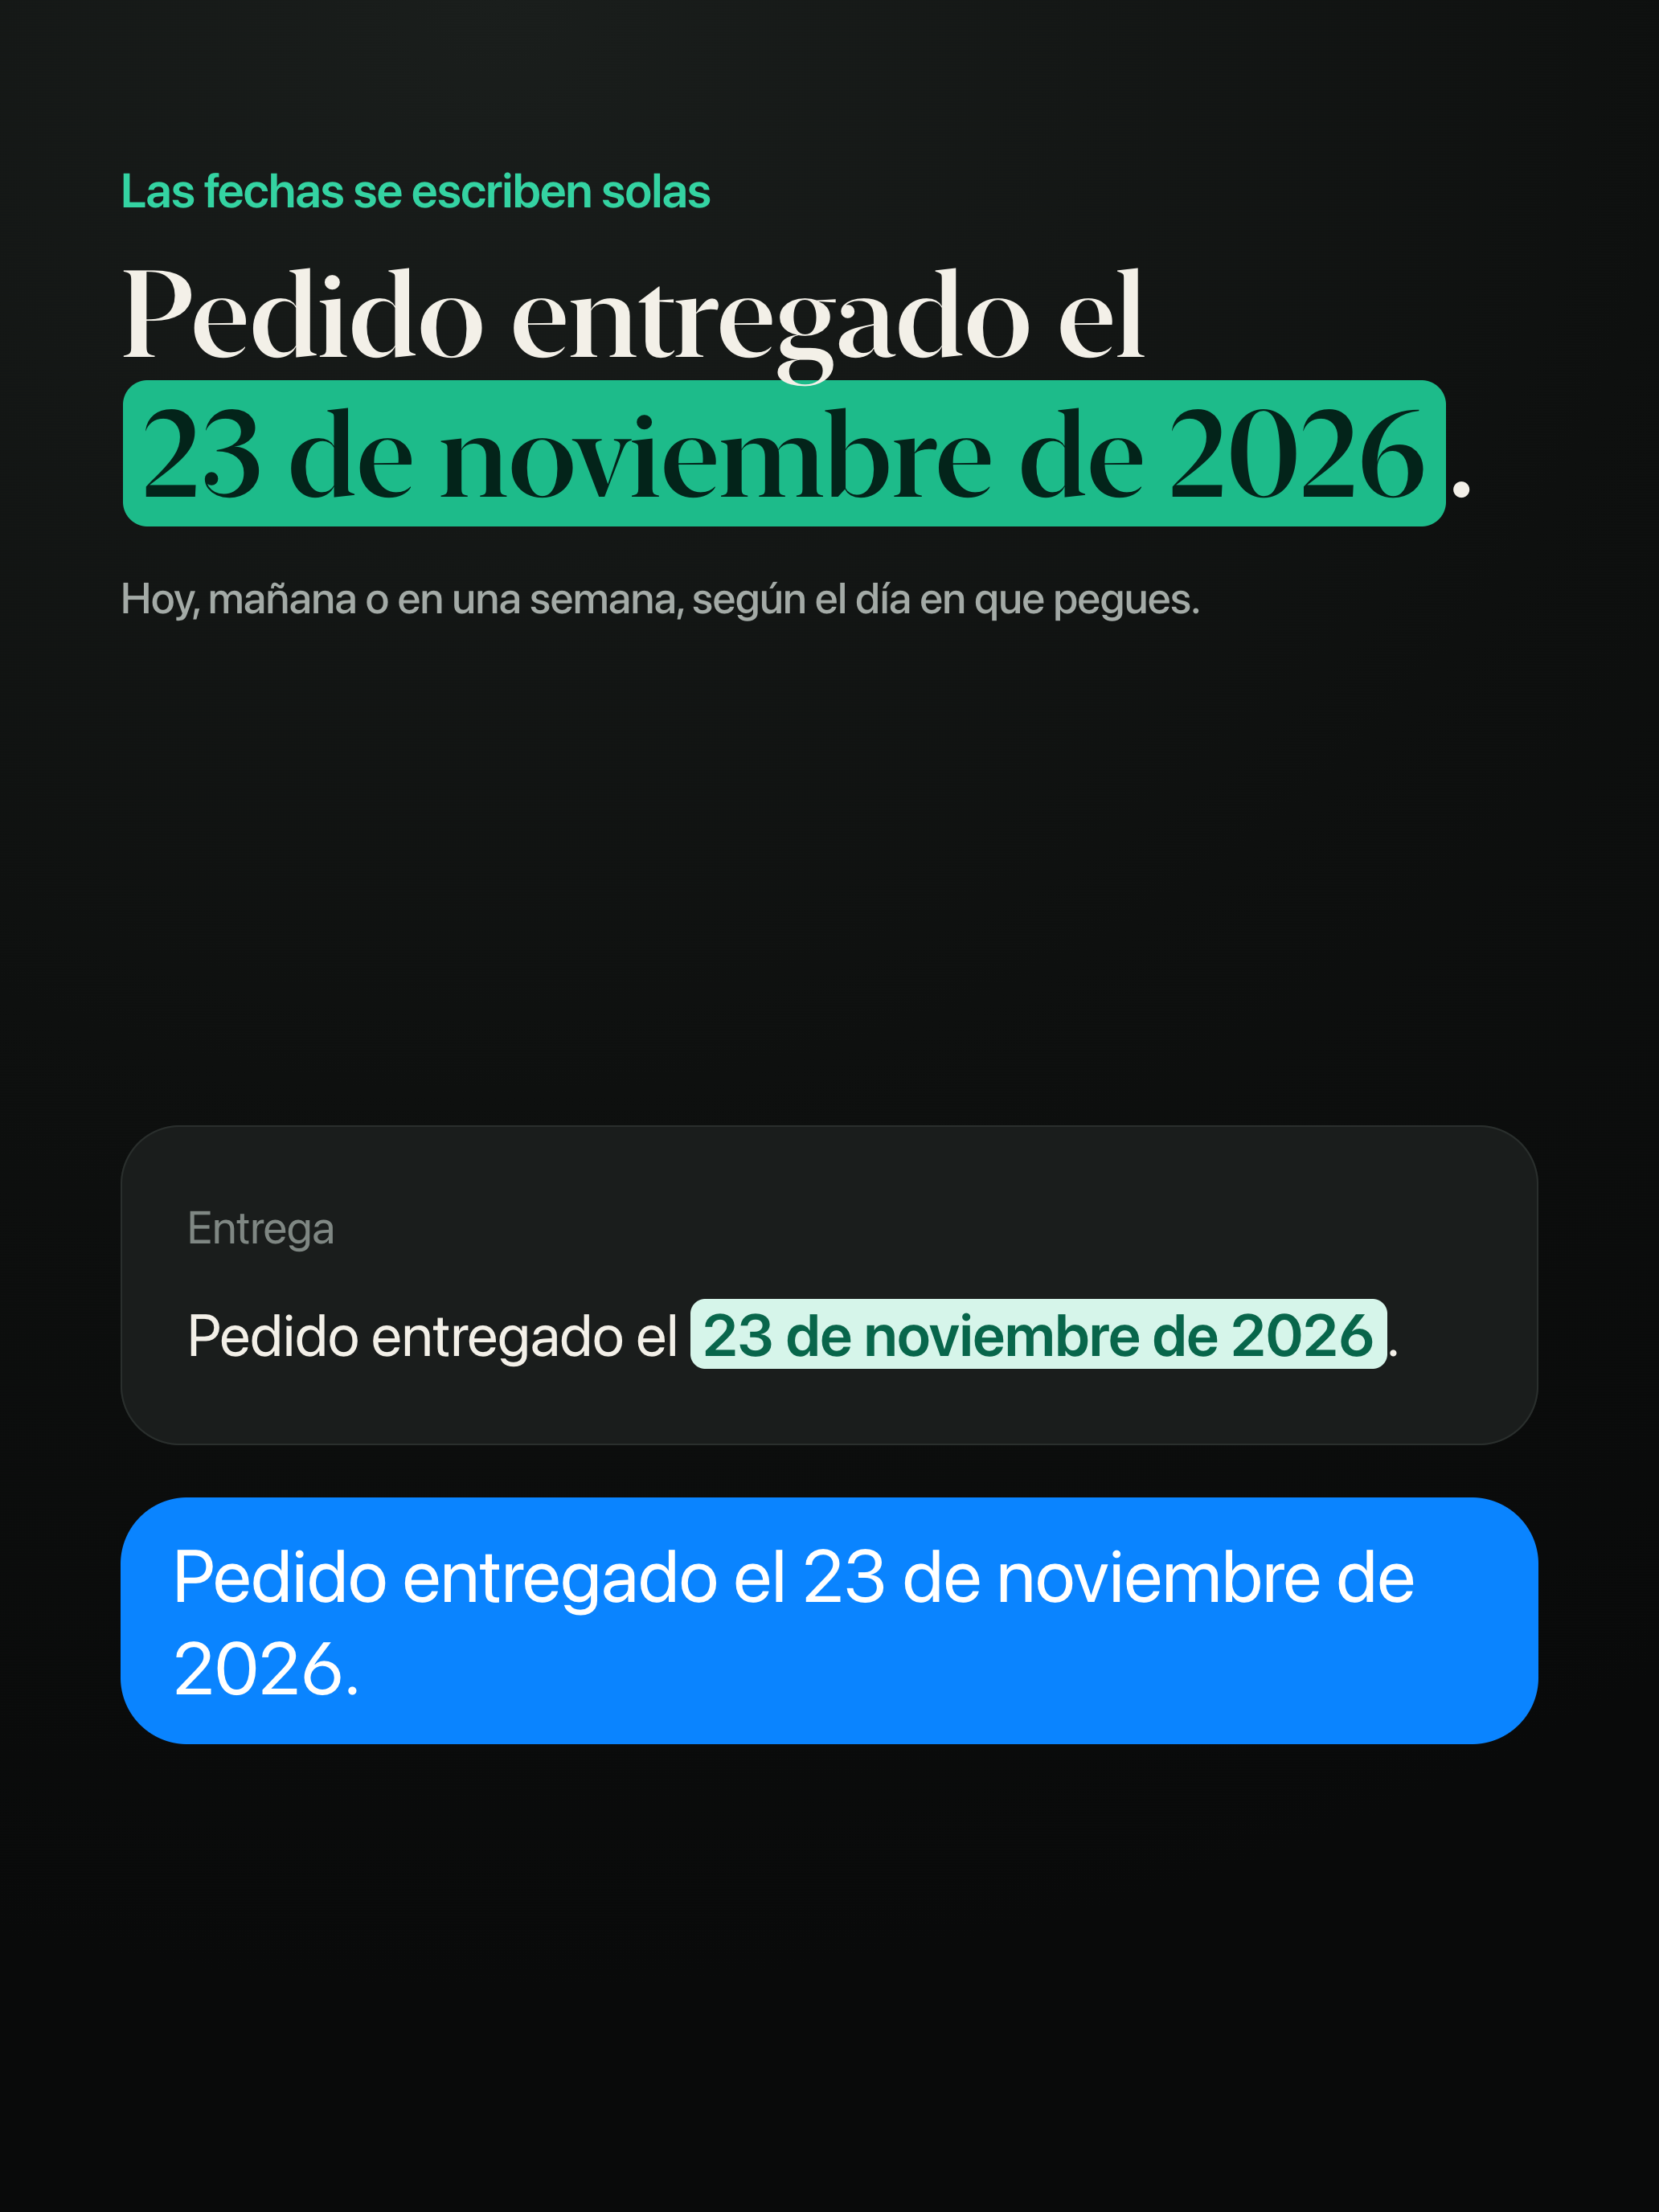 Las fechas se escriben solas
Pedido entregado el
23 de noviembre de 2026.
Hoy, mañana o en una semana, según el día en que pegues.
Entrega
Pedido entregado el 23 de noviembre de 2026.
Pedido entregado el 23 de noviembre de
2026.